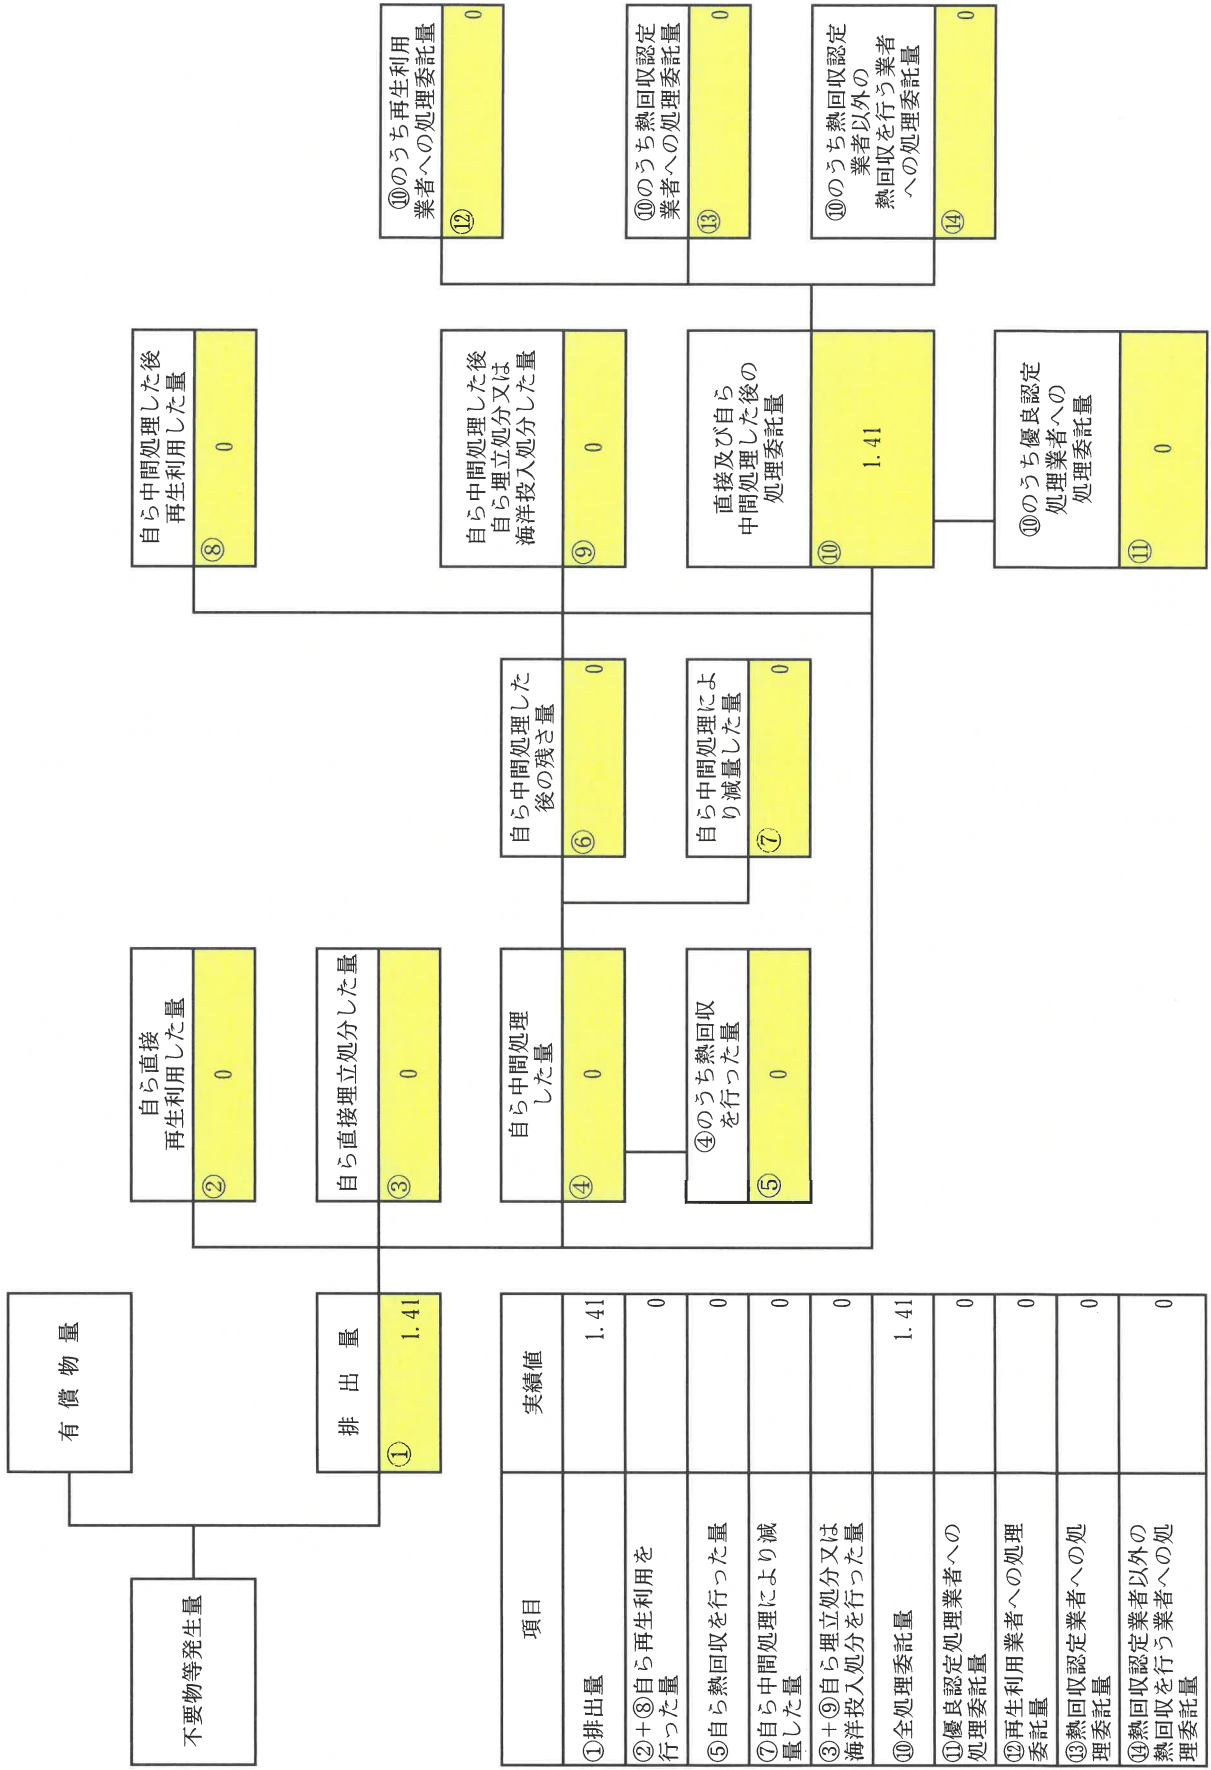 不要物等発生量
有 償 物 量
排 出 量
①
1.41
自ら直接
再生利用した量
②
0
自ら直接埋立処分した量
③
0
自ら中間処理
した量
④
0
④のうち熱回収
を行った量
⑤
0
自ら中間処理した
後の残さ量
⑥
0
自ら中間処理によ
り減量した量
⑦
0
自ら中間処理した後
再生利用した量
⑧
0
自ら中間処理した後
自ら埋立処分又は
海洋投入処分した量
⑨
0
直接及び自ら
中間処理した後の
処理委託量
⑩
1.41
⑩のうち優良認定
処理業者への
処理委託量
⑪
0
⑩のうち再生利用
業者への処理委託量
⑫
0
⑩のうち熱回収認定
業者への処理委託量
⑬
0
⑩のうち熱回収認定
業者以外の
熱回収を行う業者
への処理委託量
⑭
0
項目 実績値
①排出量 1.41
②＋⑧自ら再生利用を
行った量 0
⑤自ら熱回収を行った量 0
⑦自ら中間処理により減
量した量 0
③＋⑨自ら埋立処分又は
海洋投入処分を行った量 0
⑩全処理委託量 1.41
⑪優良認定処理業者への
処理委託量 0
⑫再生利用業者への処理
委託量 0
⑬熱回収認定業者への処
理委託量 0
⑭熱回収認定業者以外の
熱回収を行う業者への処
理委託量 0